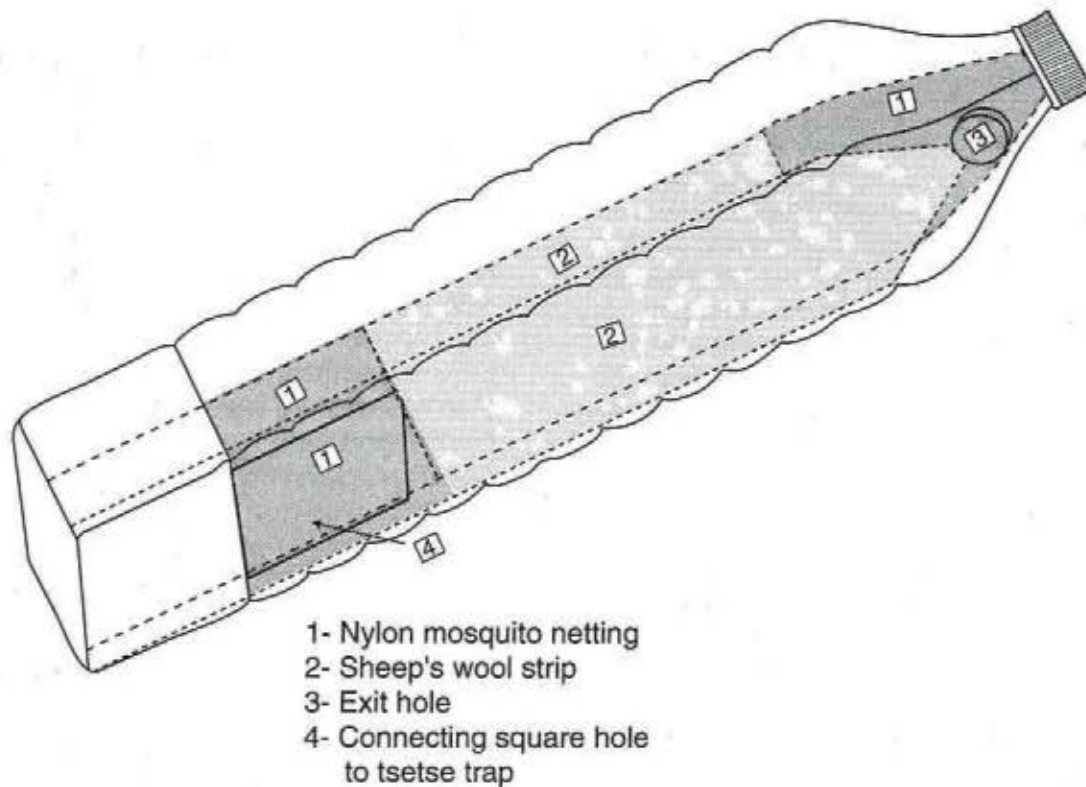 1
3
2
2
1
1
4
1- Nylon mosquito netting
2- Sheep's wool strip
3- Exit hole
4- Connecting square hole
to tsetse trap